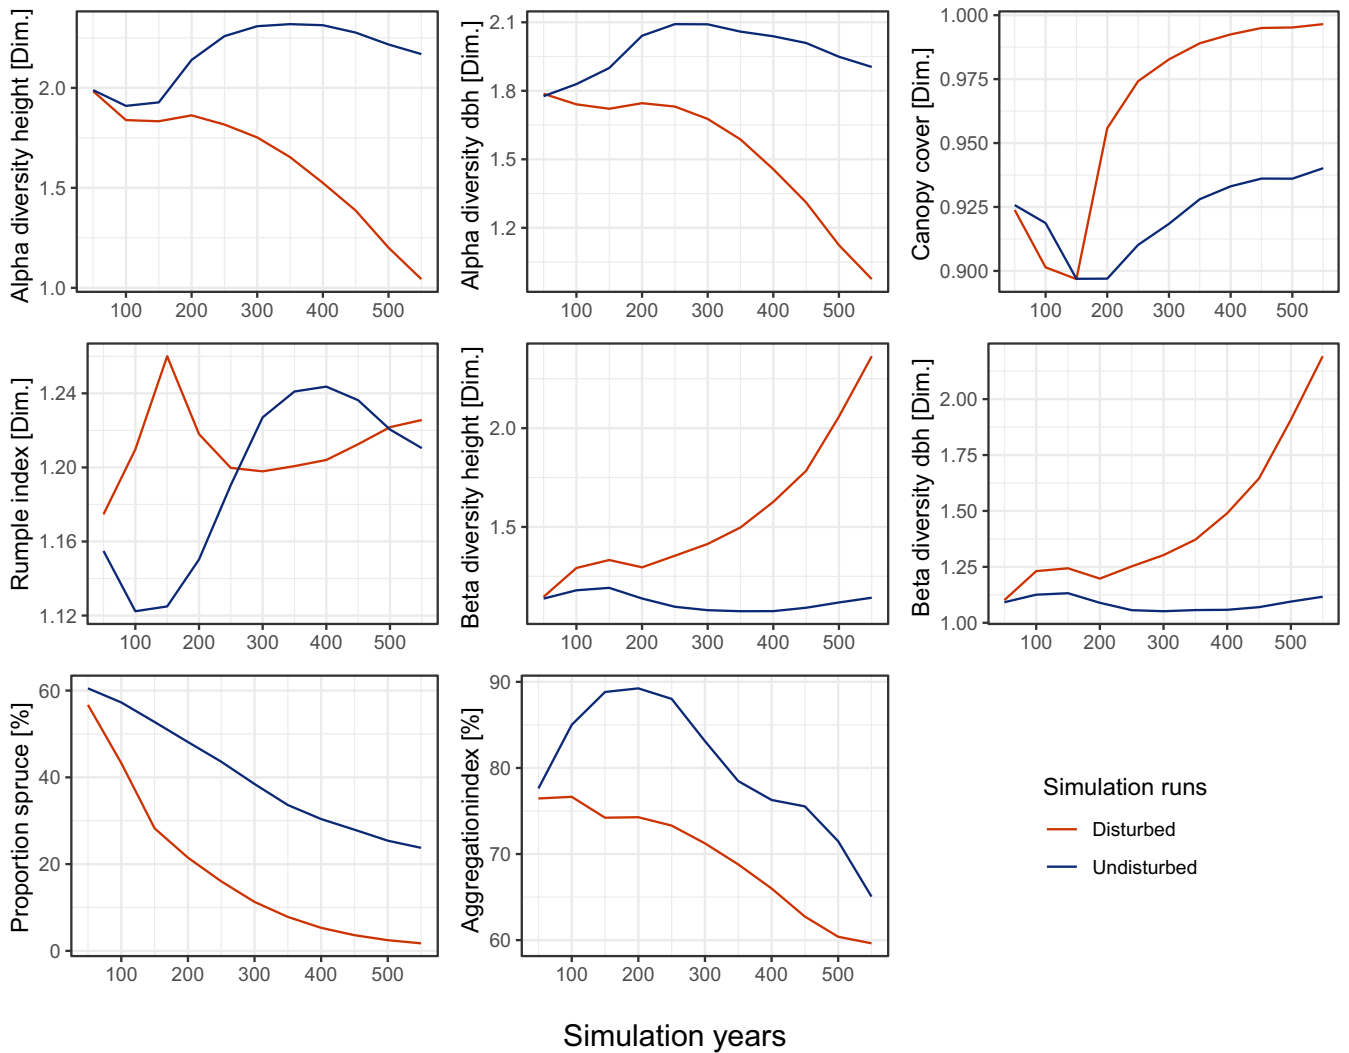 Alpha diversity height [Dim.]
2.0
1.5
1.0
100 200 300 400 500
Alpha diversity dbh [Dim.]
2.1
1.8
1.5
1.2
100 200 300 400 500
Canopy cover [Dim.]
1.000
0.975
0.950
0.925
0.900
100 200 300 400 500
Rumple index [Dim.]
1.24
1.20
1.16
1.12
100 200 300 400 500
Beta diversity height [Dim.]
2.0
1.5
100 200 300 400 500
Beta diversity dbh [Dim.]
2.00
1.75
1.50
1.25
1.00
100 200 300 400 500
Proportion spruce [%]
60
40
20
0
100 200 300 400 500
Aggregationindex [%]
90
80
70
60
100 200 300 400 500
Simulation runs
Disturbed
Undisturbed
Simulation years